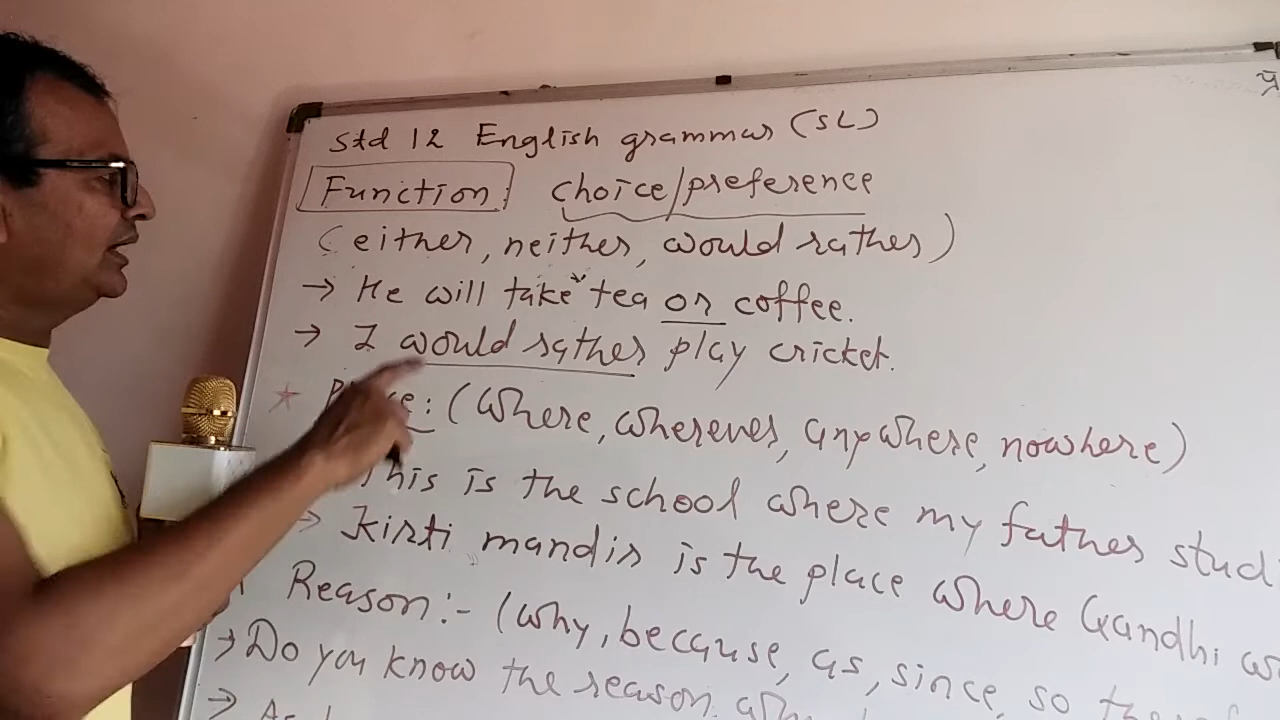 Std 12 English grammar (SL)
Function choice/preference
(either, neither, would rather)
→ He will take tea or coffee.
→ I would rather play cricket.
(where, wherever, anywhere, nowhere)
This is the school where my father
→ Kirti mandir is the place where Gandhi
Reason:- (why, because, as, since, so
→ Do you know the reason
→